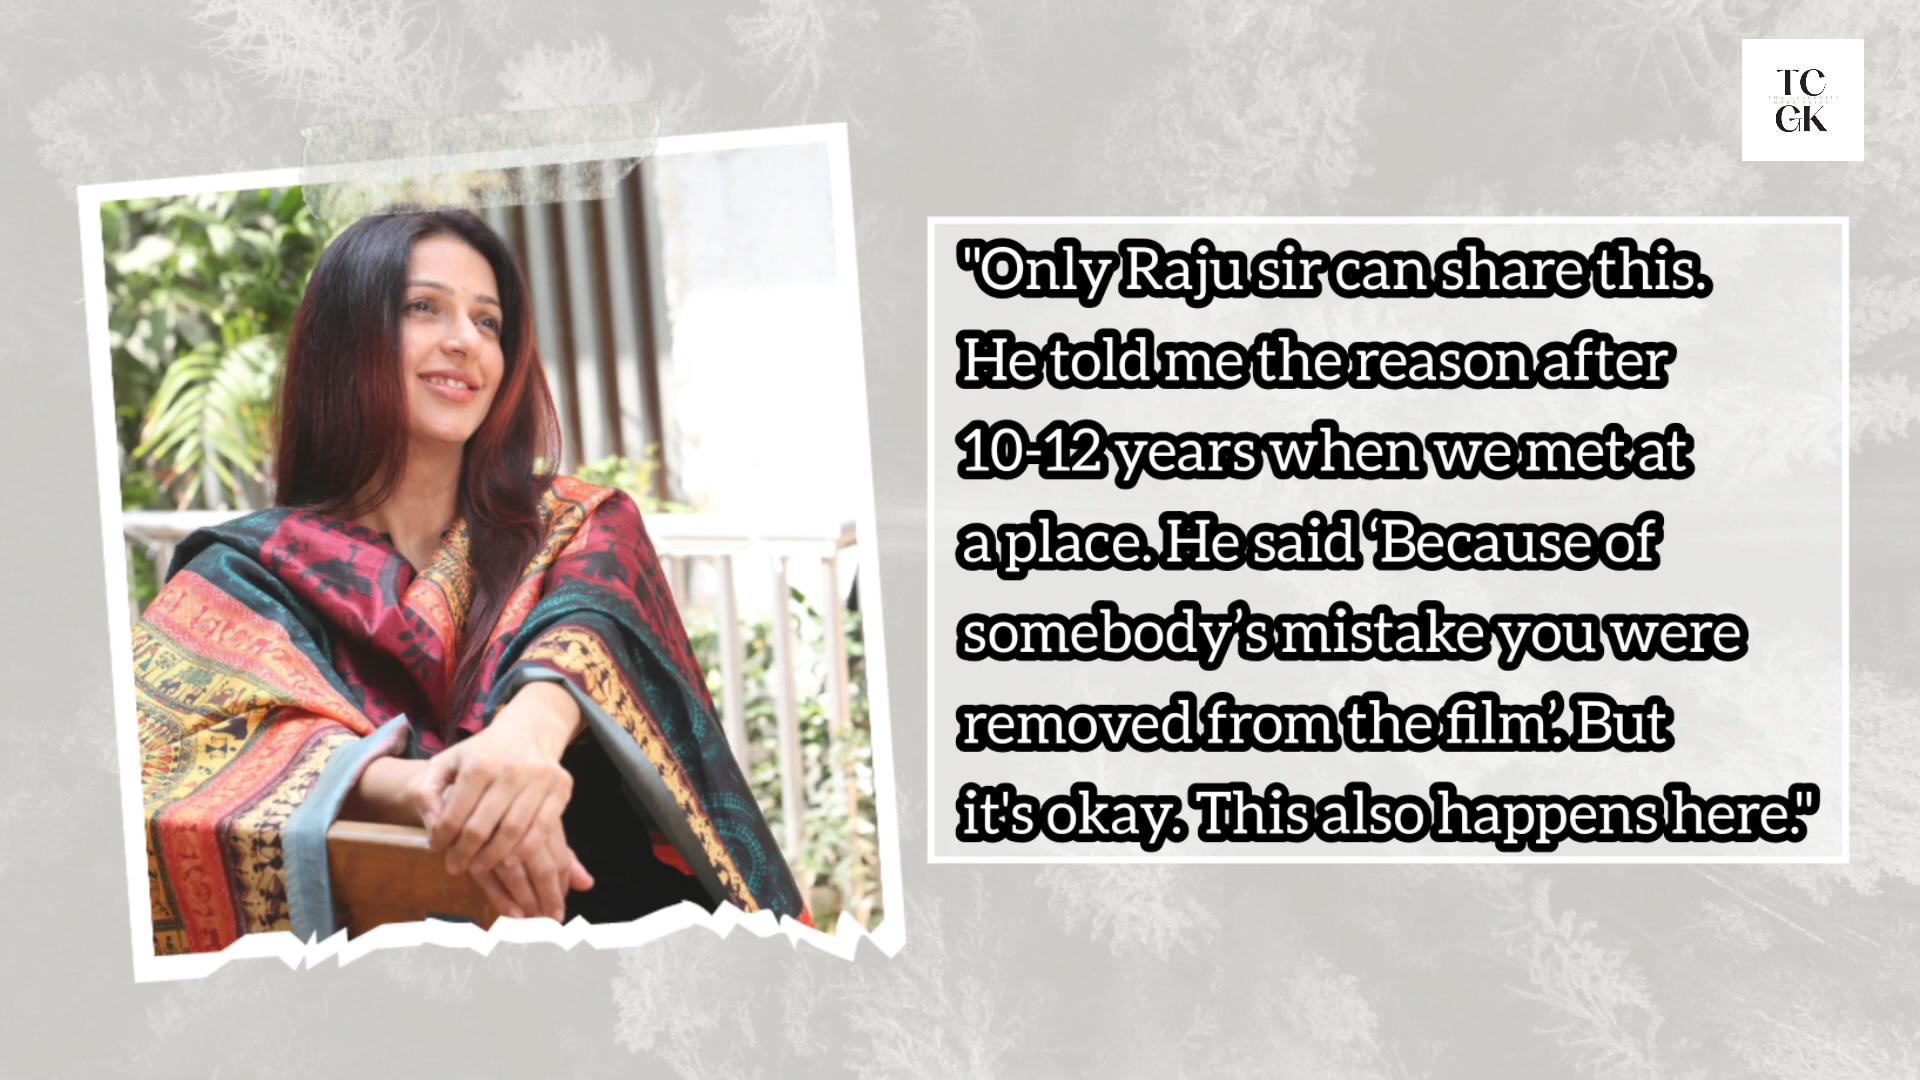 TC
GK
"Only Raju sir can share this.
He told me the reason after
10-12 years when we met at
a place. He said ‘Because of
somebody’s mistake you were
removed from the film’. But
it's okay. This also happens here."